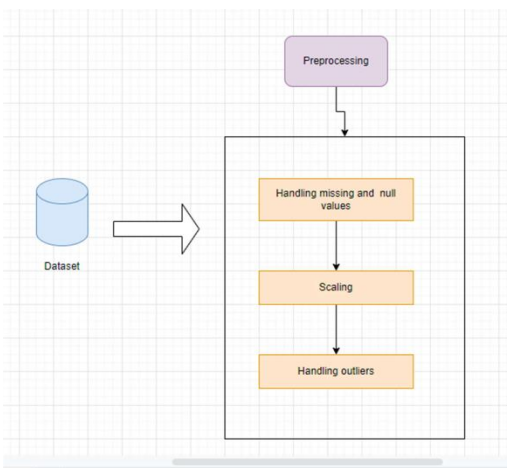 Preprocessing
Handling missing and null
values
Dataset
Scaling
Handling outliers